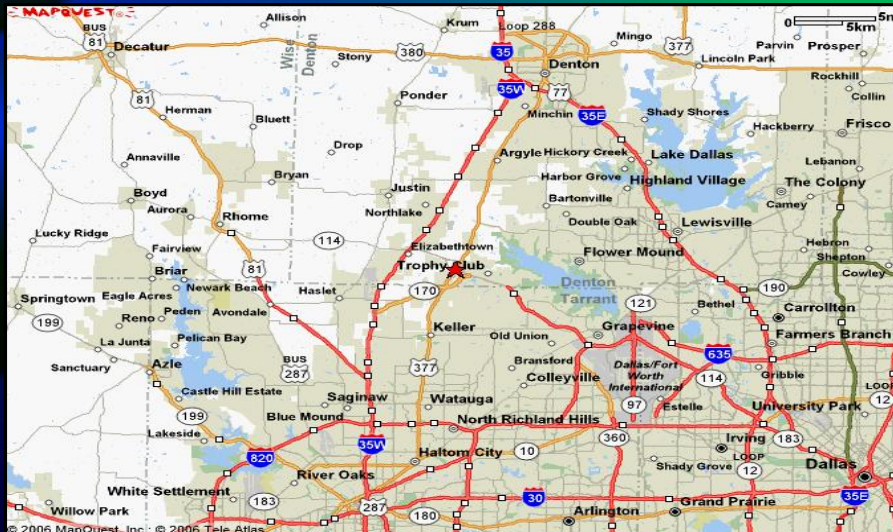 MAPQUEST®
Allison
Krum
Loop 288
5m
0
5km
BUS
81
Decatur
Wise
Denton
35
380
Mingo
377
Parvin
Prosper
Stony
Lincoln Park
Denton
Rockhill
81
Ponder
35W
77
Collin
Herman
Bluett
Minchin
35E
Shady Shores
Hackberry
Frisco
Drop
Argyle
Hickory Creek
Lake Dallas
Lebanon
Annaville
Bryan
Justin
Harbor Grove
Highland Village
The Colony
Boyd
Aurora
Northlake
Bartonville
Camey
Rhome
Double Oak
Lewisville
Lucky Ridge
114
Elizabethtown
Hebron
Fairview
Flower Mound
Shepton
Briar
81
Trophy Club
Cowley
Newark Beach
Denton
Tarrant
190
Springtown
Eagle Acres
Haslet
170
121
Bethel
Carrollton
199
Peden
Reno
Avondale
Keller
Old Union
Grapevine
Farmers Branch
La Junta
Pelican Bay
BUS
287
635
Sanctuary
Azle
377
Bransford
Dallas/Fort
Worth
International
Gribble
Colleyville
114
LOOP
12
Castle Hill Estate
Saginaw
Watauga
97
Estelle
University Park
199
Blue Mound
North Richland Hills
Lakeside
35W
360
Irving
183
820
Haltom City
10
Shady Grove
LOOP
12
Dallas
River Oaks
White Settlement
183
287
30
35E
Willow Park
180
Arlington
Grand Prairie
© 2006 MapQuest, Inc.; © 2006 Tele Atlas